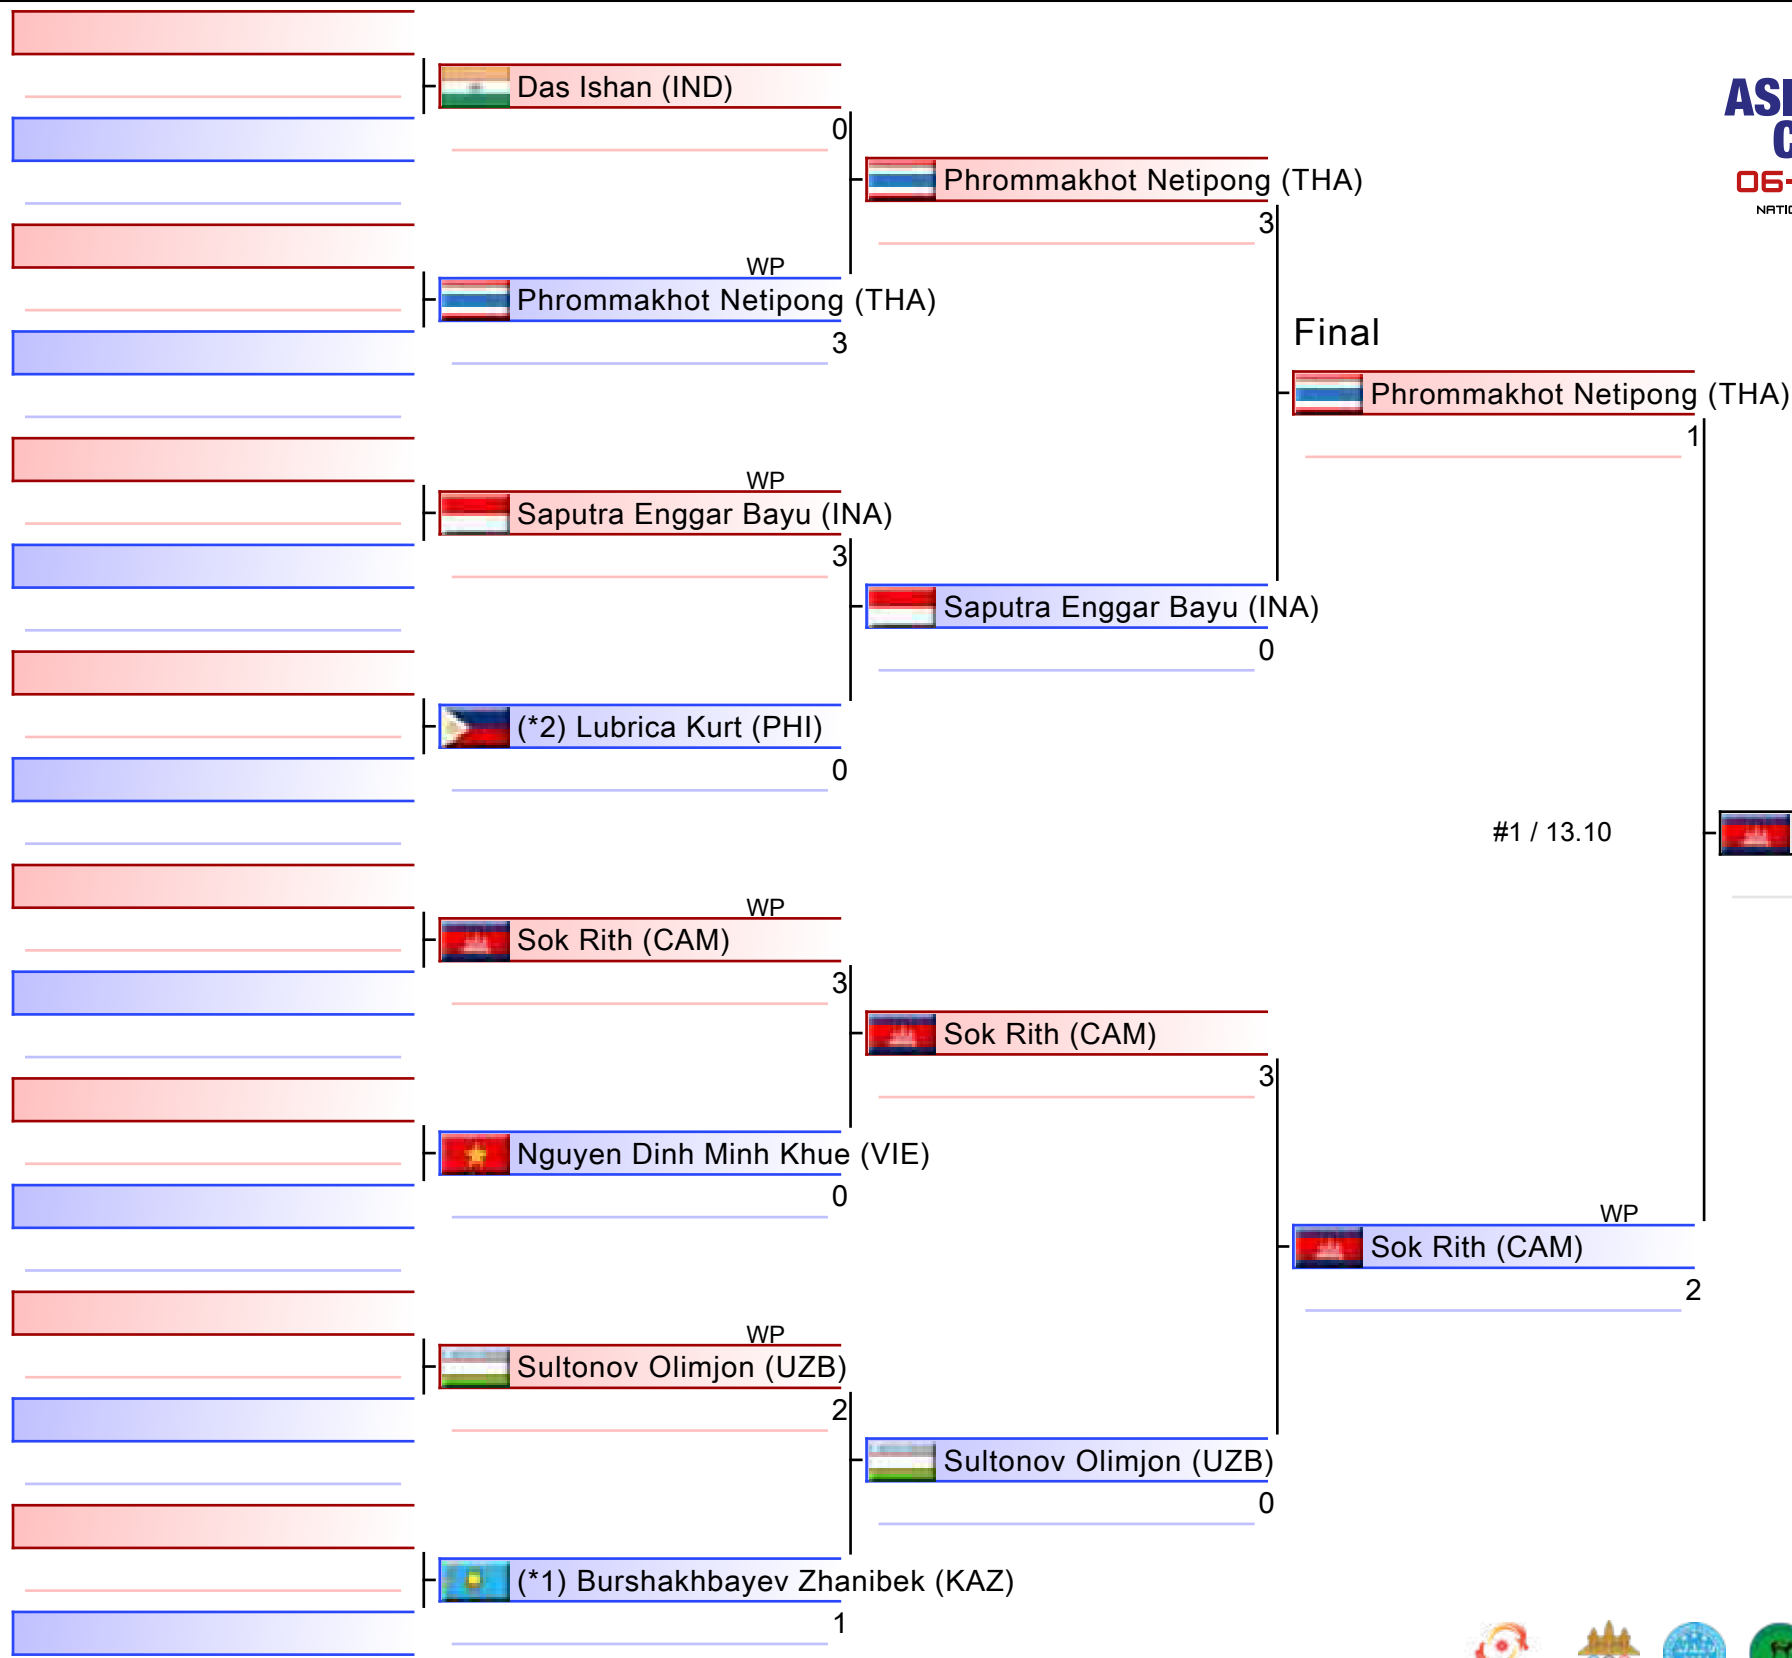 Das Ishan (IND)
0
WP
Phrommakhot Netipong (THA)
3
WP
Saputra Enggar Bayu (INA)
3
(*2) Lubrica Kurt (PHI)
0
WP
Sok Rith (CAM)
3
Nguyen Dinh Minh Khue (VIE)
0
WP
Sultonov Olimjon (UZB)
2
(*1) Burshakhbayev Zhanibek (KAZ)
1
Phrommakhot Netipong (THA)
3
Saputra Enggar Bayu (INA)
0
Sok Rith (CAM)
3
Sultonov Olimjon (UZB)
0
Final
Phrommakhot Netipong (THA)
1
#1 / 13.10
WP
Sok Rith (CAM)
2
06-